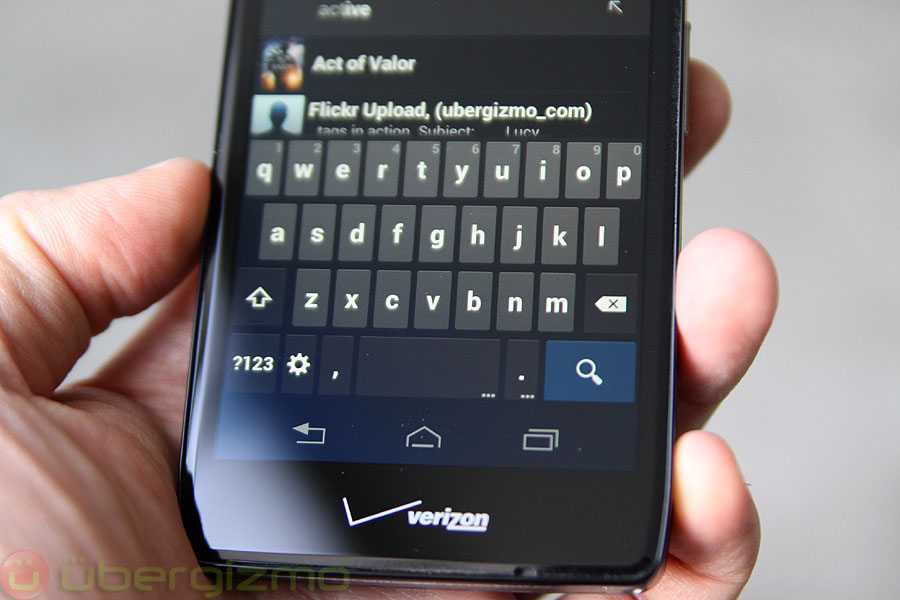 active
Act of Valor
Flickr Upload, (ubergizmo_com)
tags in action, Subject: Lucy
1 2 3 4 5 6 7 8 9 0
q w e r t y u i o p
a s d f g h j k l
z x c v b n m
?123 , ... . ...
verizon
übergizmo